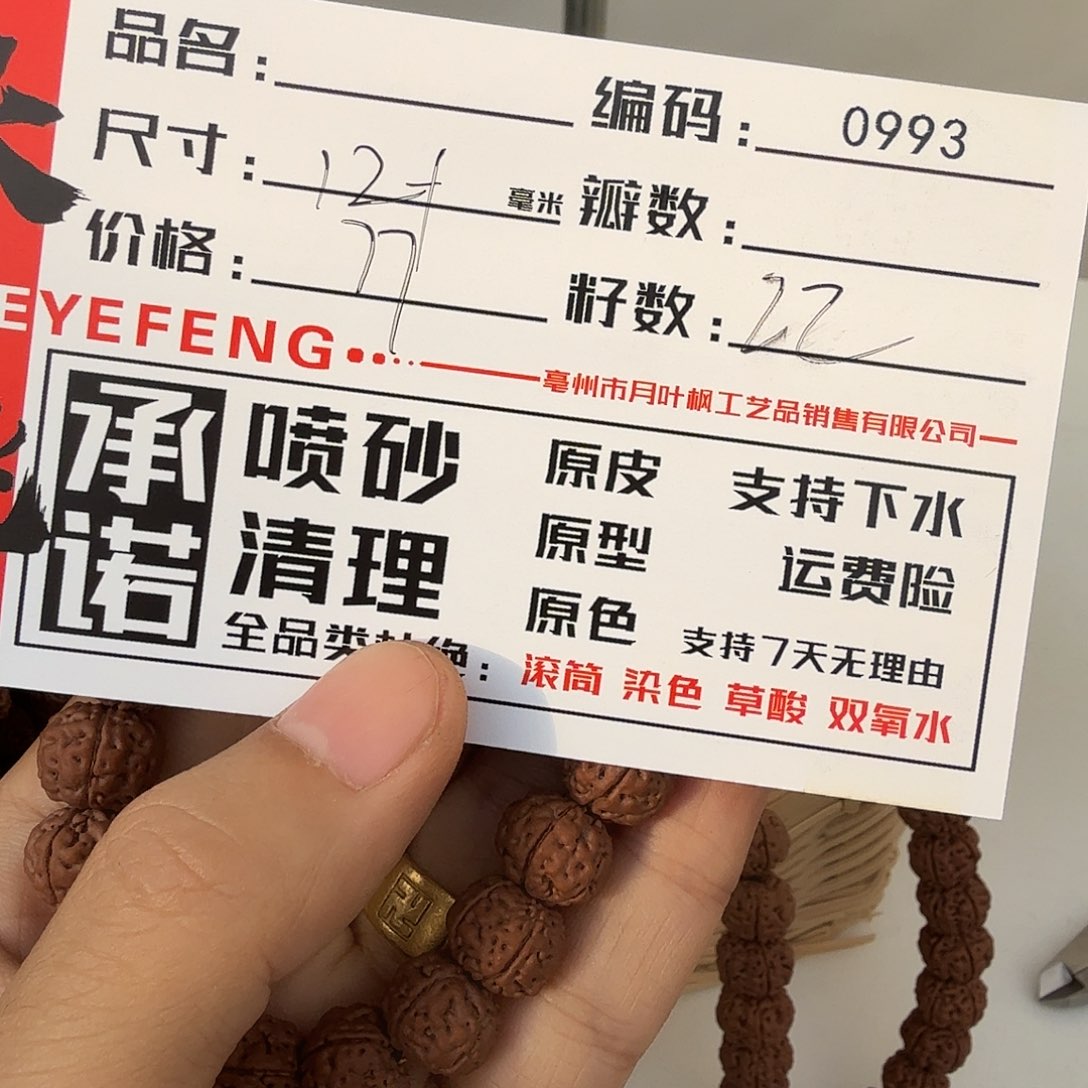 品名:
编码: 0993
尺寸: 12+ 毫米
瓣数:
价格: 77
籽数: 22
EYEFENG
亳州市月叶枫工艺品销售有限公司
承诺
喷砂 原皮 支持下水
清理 原型 运费险
原色 支持7天无理由
全品类杜绝: 滚筒 染色 草酸 双氧水